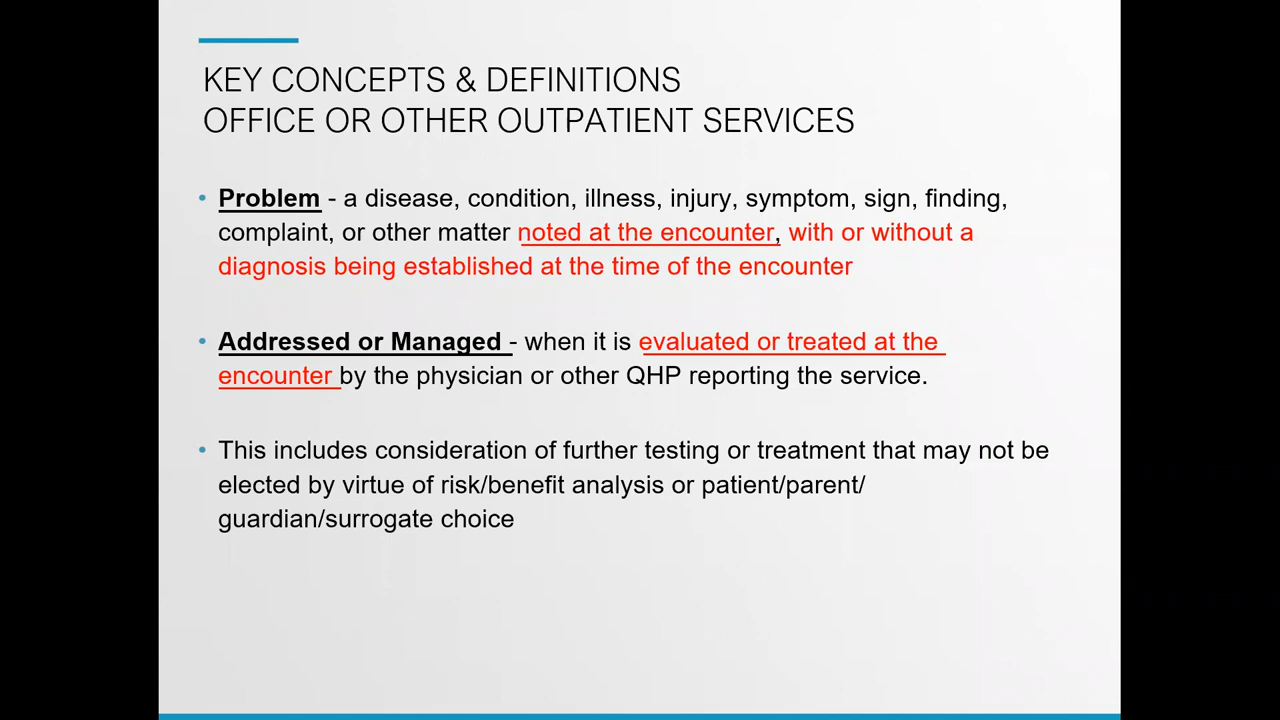 KEY CONCEPTS & DEFINITIONS
OFFICE OR OTHER OUTPATIENT SERVICES
• Problem - a disease, condition, illness, injury, symptom, sign, finding,
complaint, or other matter noted at the encounter, with or without a
diagnosis being established at the time of the encounter
• Addressed or Managed - when it is evaluated or treated at the
encounter by the physician or other QHP reporting the service.
• This includes consideration of further testing or treatment that may not be
elected by virtue of risk/benefit analysis or patient/parent/
guardian/surrogate choice